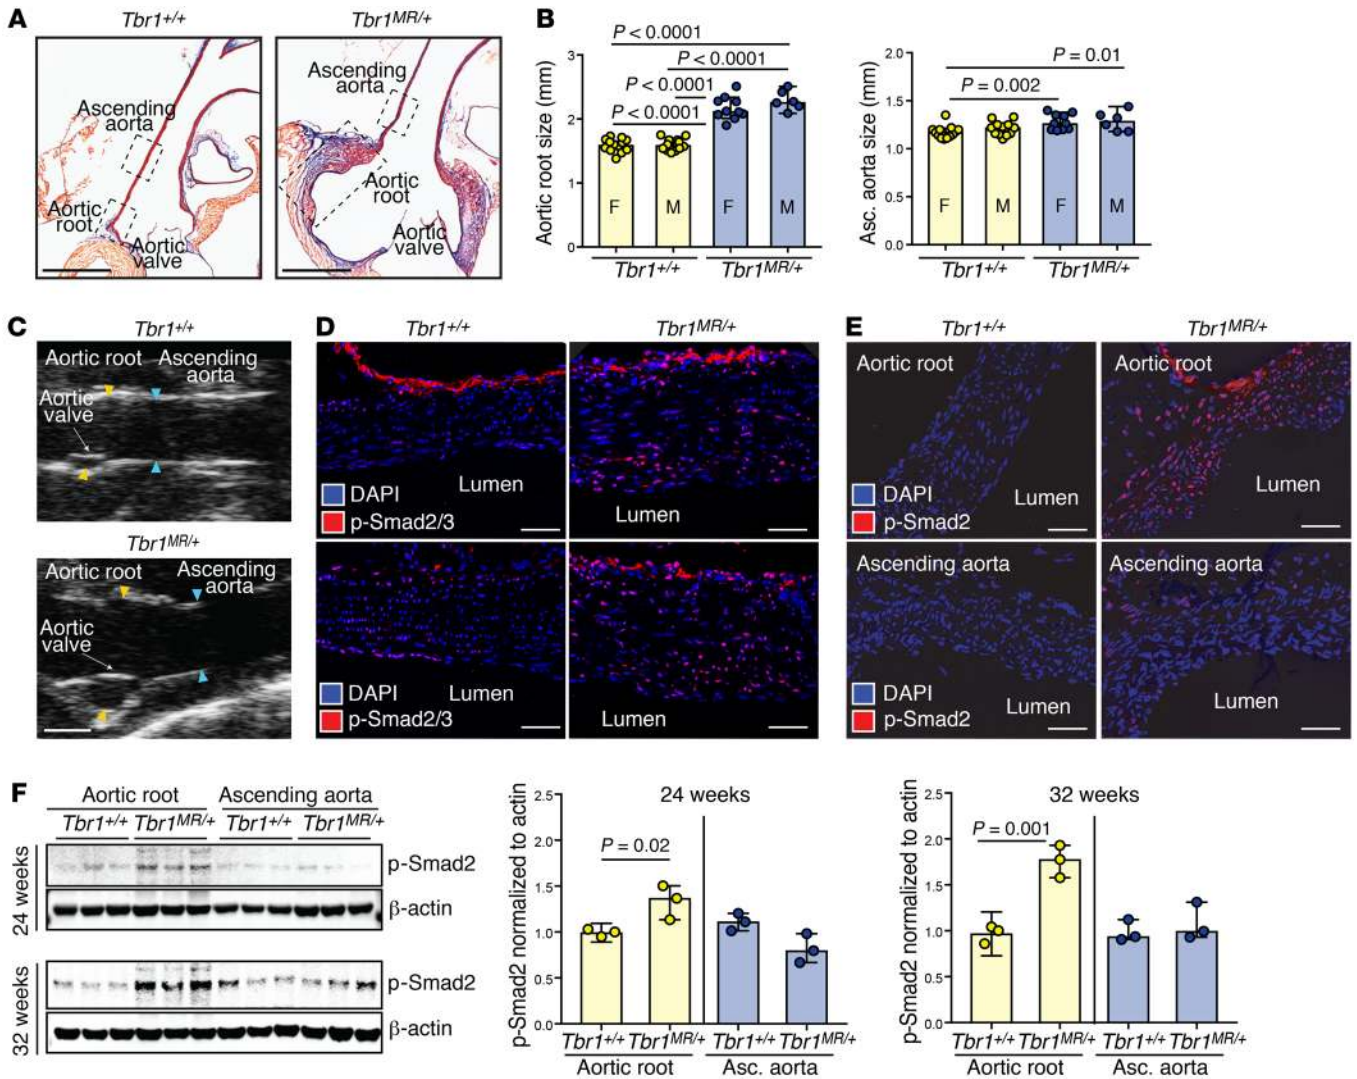 A
Tbr1+/+
Tbr1MR/+
Ascending
aorta
Aortic
root
Aortic
valve
Ascending
aorta
Aortic
root
Aortic
valve
B
P < 0.0001
P < 0.0001
P < 0.0001
P < 0.0001
Aortic root size (mm)
3
2
1
0
F
M
F
M
Tbr1+/+
Tbr1MR/+
P = 0.01
P = 0.002
Asc. aorta size (mm)
2.0
1.5
1.0
0.5
0.0
F
M
F
M
Tbr1+/+
Tbr1MR/+
C
Tbr1+/+
Aortic root
Ascending
aorta
Aortic
valve
Tbr1MR/+
Aortic root
Ascending
aorta
Aortic
valve
D
Tbr1+/+
Tbr1MR/+
Lumen
DAPI
p-Smad2/3
Lumen
Lumen
DAPI
p-Smad2/3
Lumen
E
Tbr1+/+
Tbr1MR/+
Aortic root
DAPI
p-Smad2
Lumen
Aortic root
Lumen
Ascending aorta
DAPI
p-Smad2
Lumen
Ascending aorta
Lumen
F
Aortic root
Ascending aorta
Tbr1+/+
Tbr1MR/+
Tbr1+/+
Tbr1MR/+
24 weeks
p-Smad2
β-actin
32 weeks
p-Smad2
β-actin
24 weeks
P = 0.02
p-Smad2 normalized to actin
2.5
2.0
1.5
1.0
0.5
0.0
Tbr1+/+
Tbr1MR/+
Tbr1+/+
Tbr1MR/+
Aortic root
Asc. aorta
32 weeks
P = 0.001
p-Smad2 normalized to actin
2.5
2.0
1.5
1.0
0.5
0.0
Tbr1+/+
Tbr1MR/+
Tbr1+/+
Tbr1MR/+
Aortic root
Asc. aorta